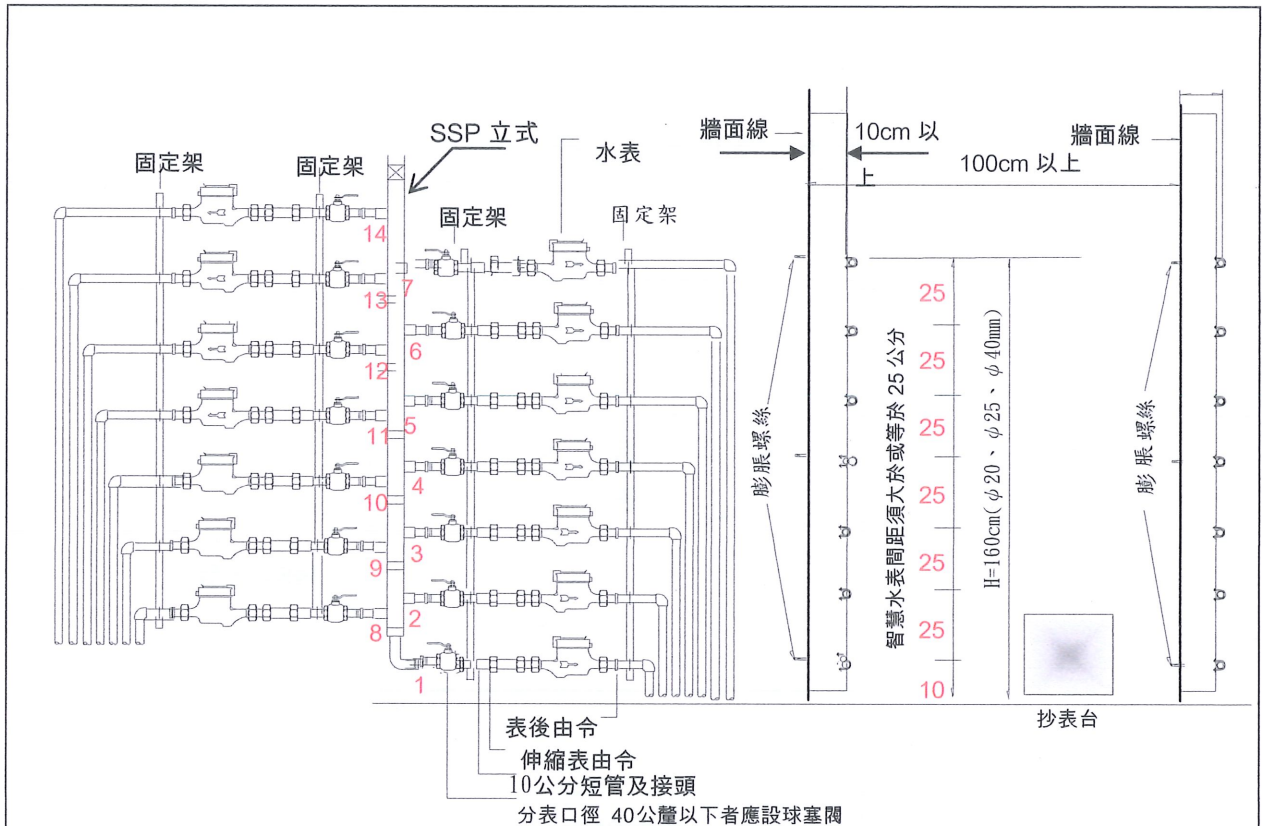 SSP 立式
固定架
固定架
水表
牆面線
10cm 以
上
牆面線
100cm 以上
固定架
固定架
14
7
13
6
12
5
11
4
10
3
9
2
8
1
膨脹螺絲
智慧水表間距須大於或等於 25 公分
25
25
25
25
25
25
10
H=160cm(φ20、φ25、φ40mm)
膨脹螺絲
抄表台
表後由令
伸縮表由令
10公分短管及接頭
分表口徑 40公釐以下者應設球塞閥